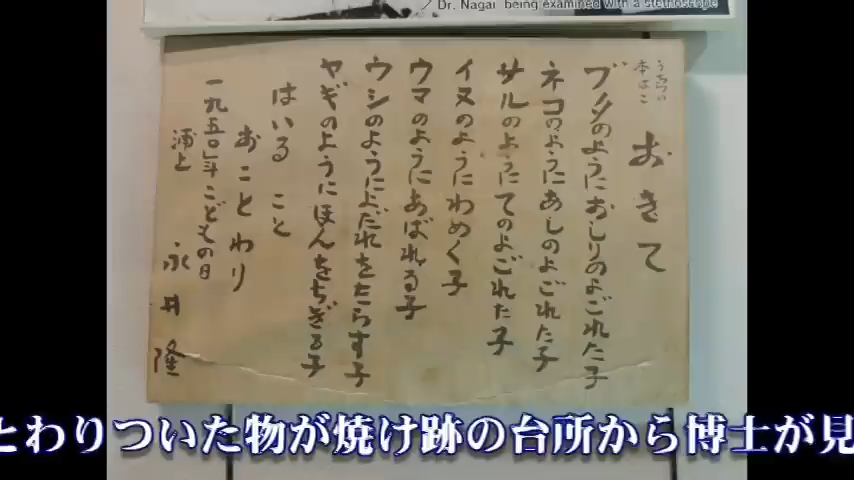 Dr. Nagai being examined with a stethoscope
うちらの
本ばこ
おきて
ブタのようにおしりのよごれた子
ネコのようにあしのよごれた子
サルのようにてのよごれた子
イヌのようにわめく子
ウマのようにあばれる子
ウシのようによだれをたらす子
ヤギのようにほんをちぎる子
はいること
おことわり
一九五〇年こどもの日
浦上 永井隆
とわりついた物が焼け跡の台所から博士が見